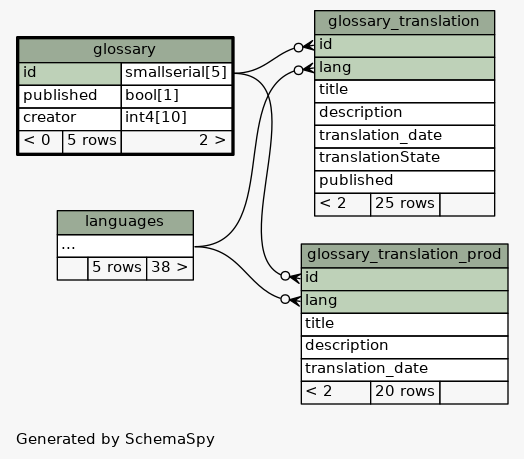 glossary
id smallserial[5]
published bool[1]
creator int4[10]
< 0 5 rows 2 >
glossary_translation
id
lang
title
description
translation_date
translationState
published
< 2 25 rows
languages
...
5 rows 38 >
glossary_translation_prod
id
lang
title
description
translation_date
< 2 20 rows
Generated by SchemaSpy